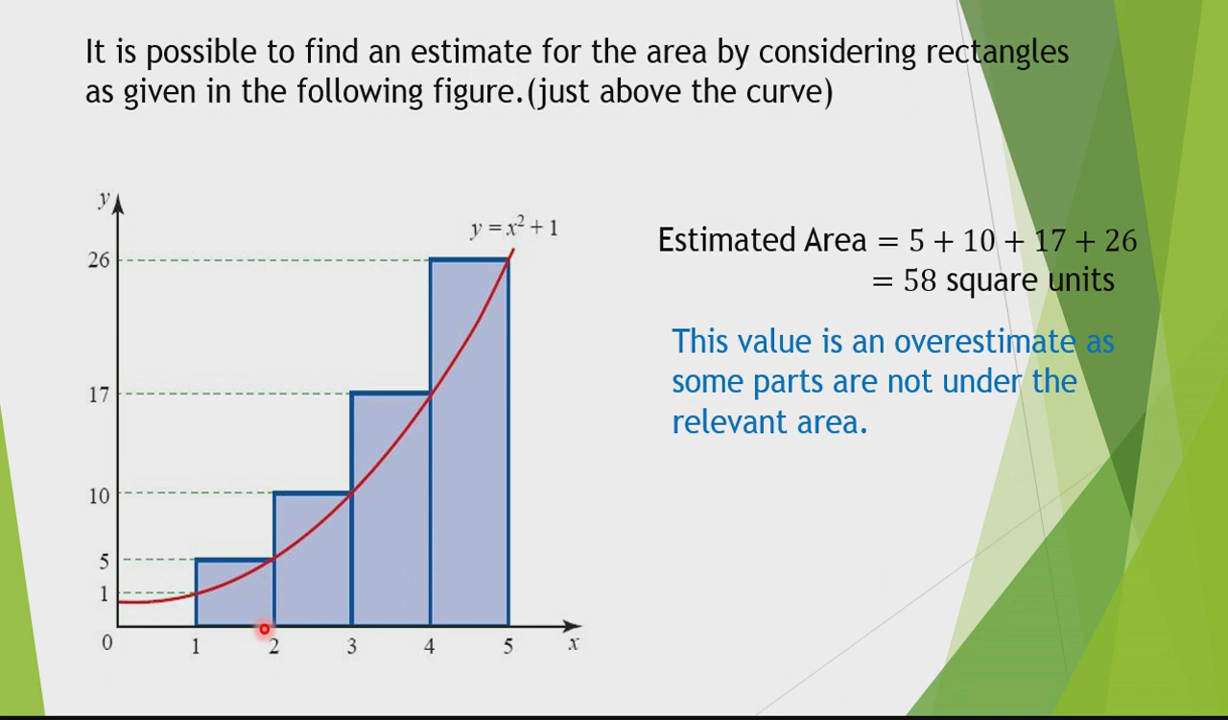 It is possible to find an estimate for the area by considering rectangles
as given in the following figure.(just above the curve)
y
y = x² + 1
26
17
10
5
1
0
1
2
3
4
5
x
Estimated Area = 5 + 10 + 17 + 26
= 58 square units
This value is an overestimate as
some parts are not under the
relevant area.